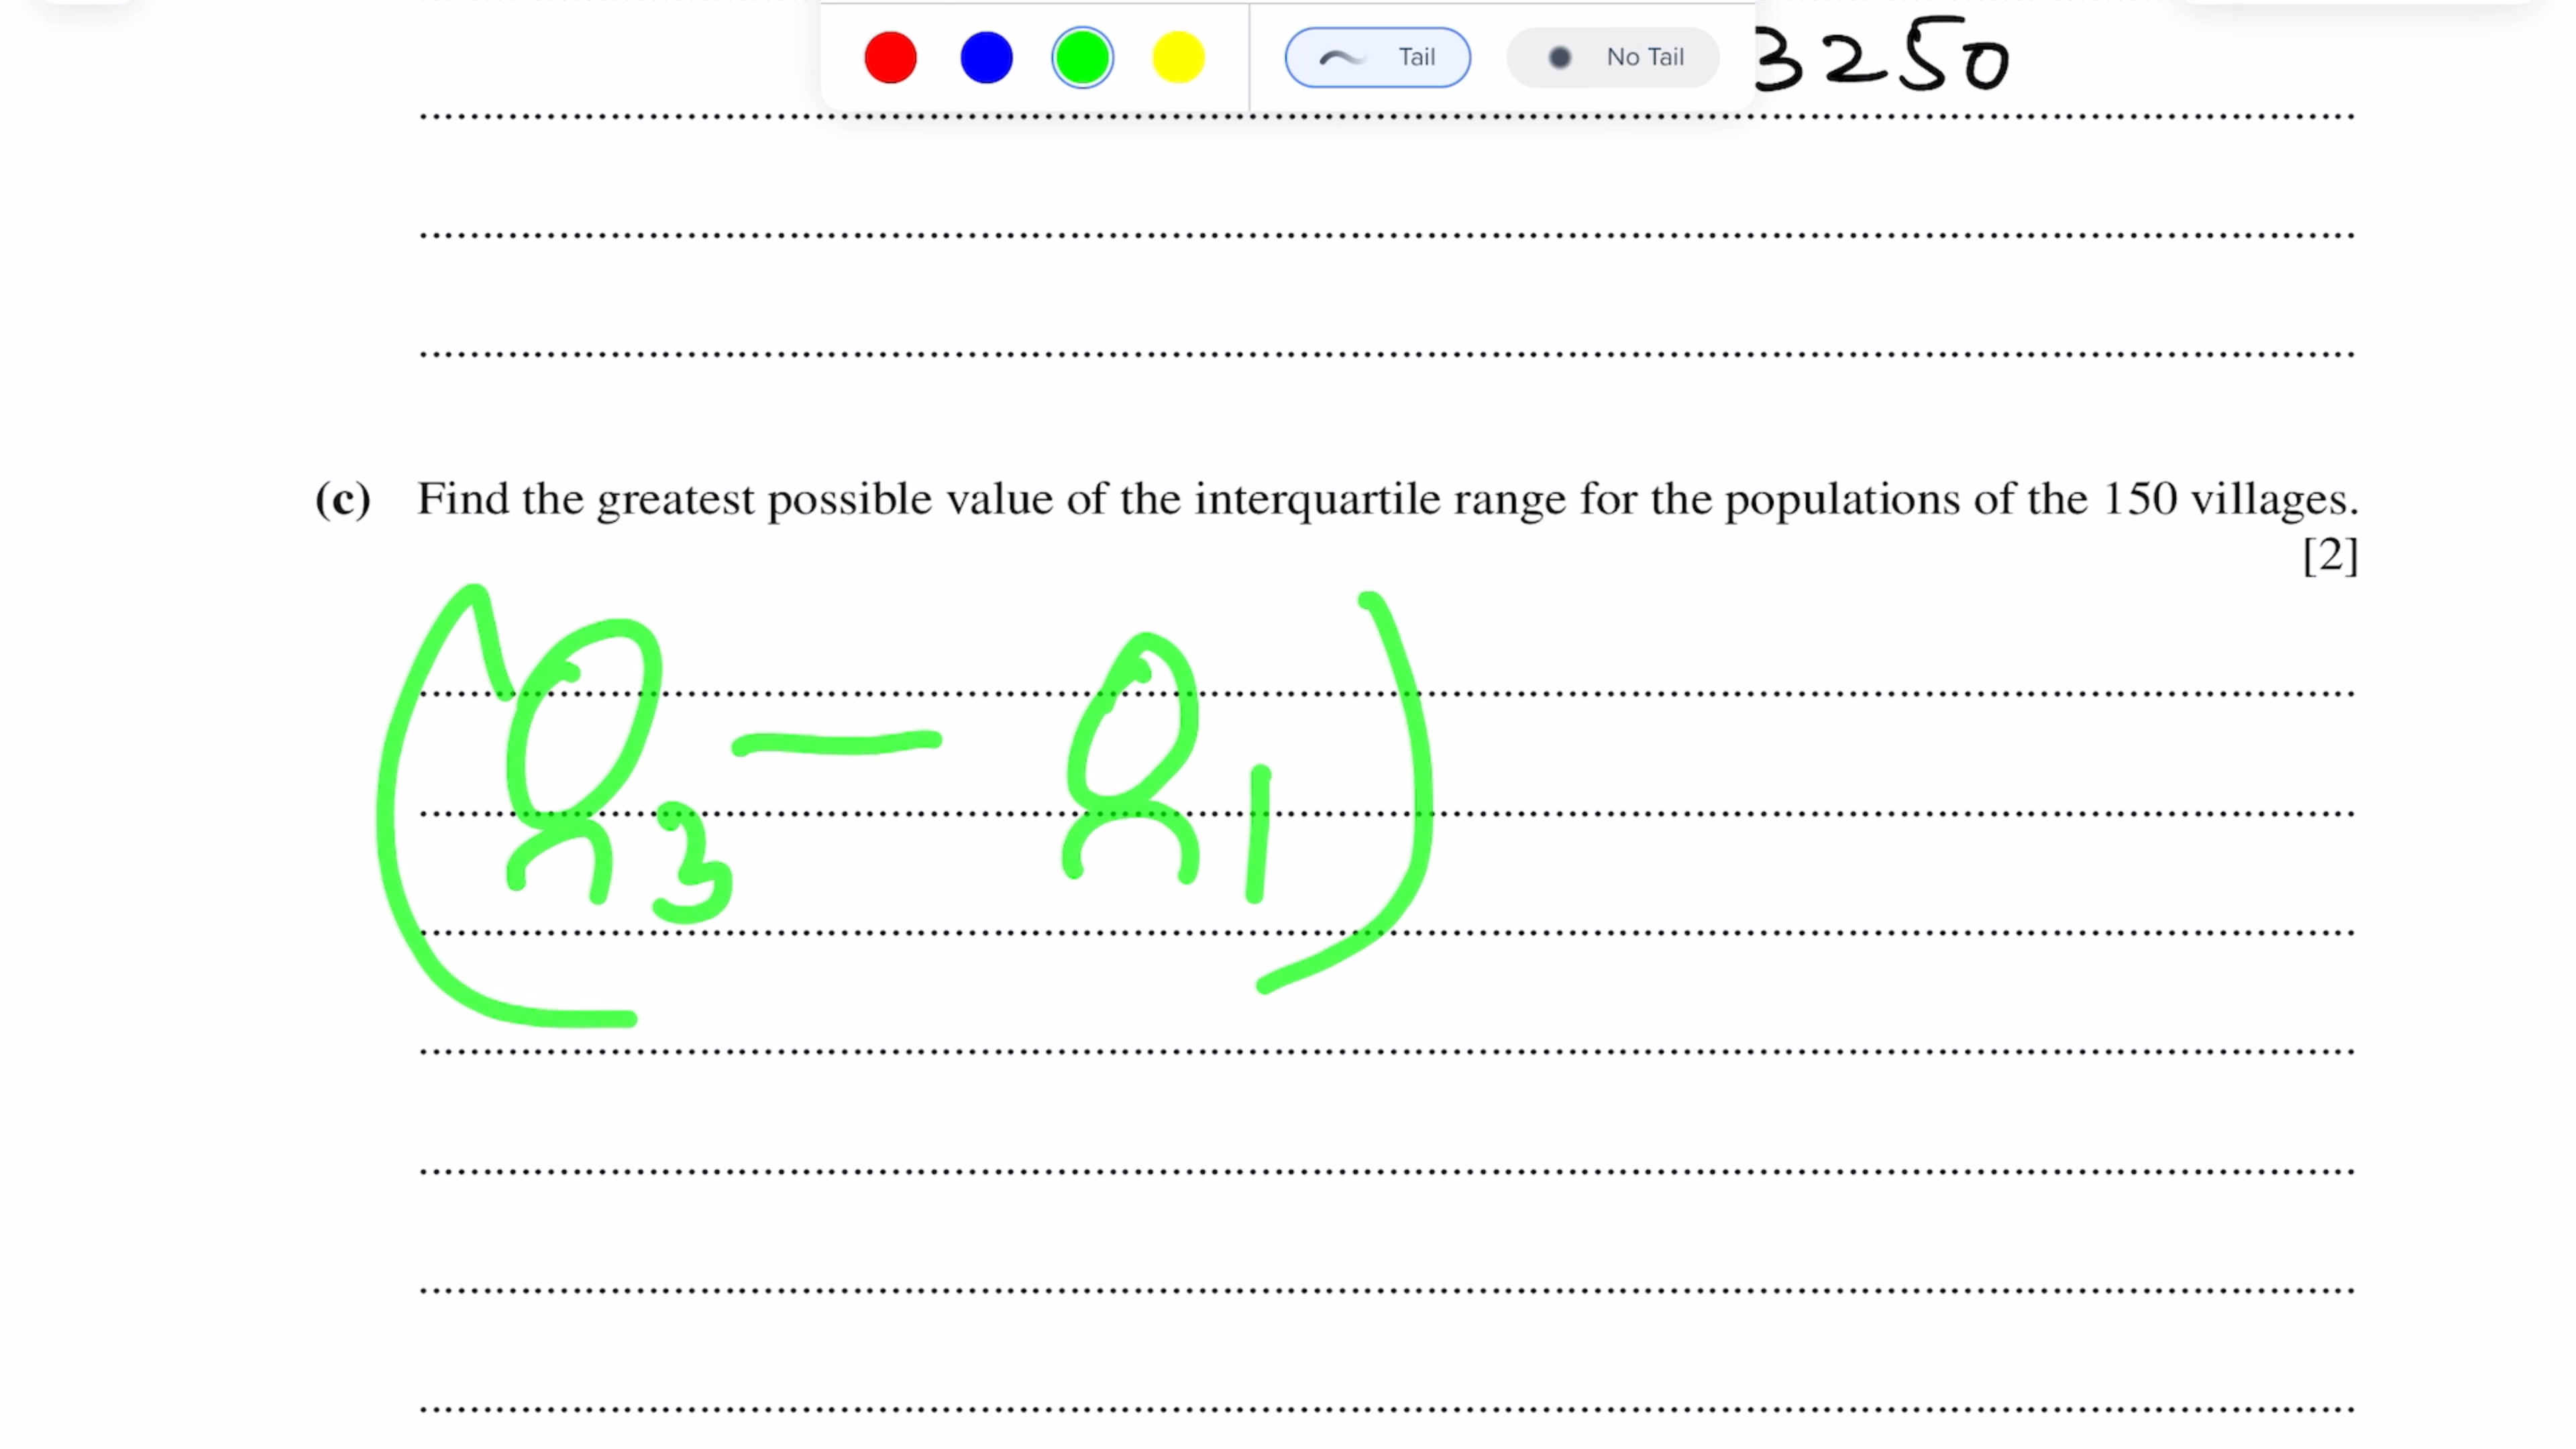 Tail No Tail 3250
(c) Find the greatest possible value of the interquartile range for the populations of the 150 villages.
[2]
(Q3 — Q1)